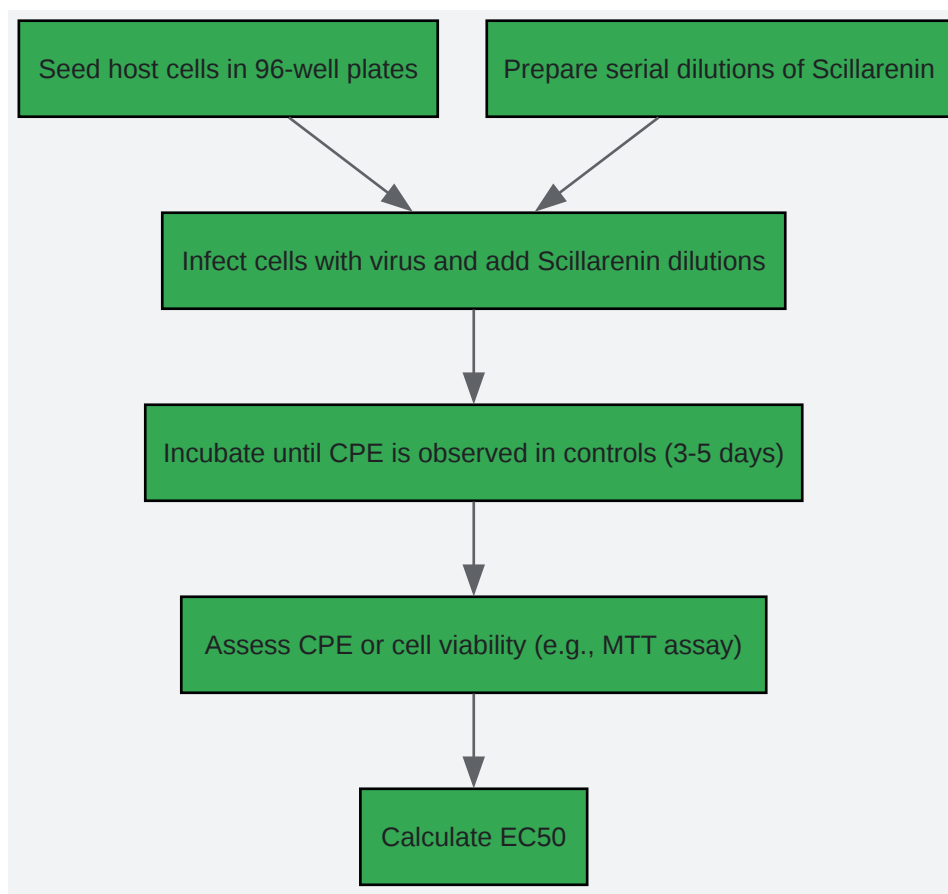 Seed host cells in 96-well plates
Prepare serial dilutions of Scillarenin
Infect cells with virus and add Scillarenin dilutions
Incubate until CPE is observed in controls (3-5 days)
Assess CPE or cell viability (e.g., MTT assay)
Calculate EC50